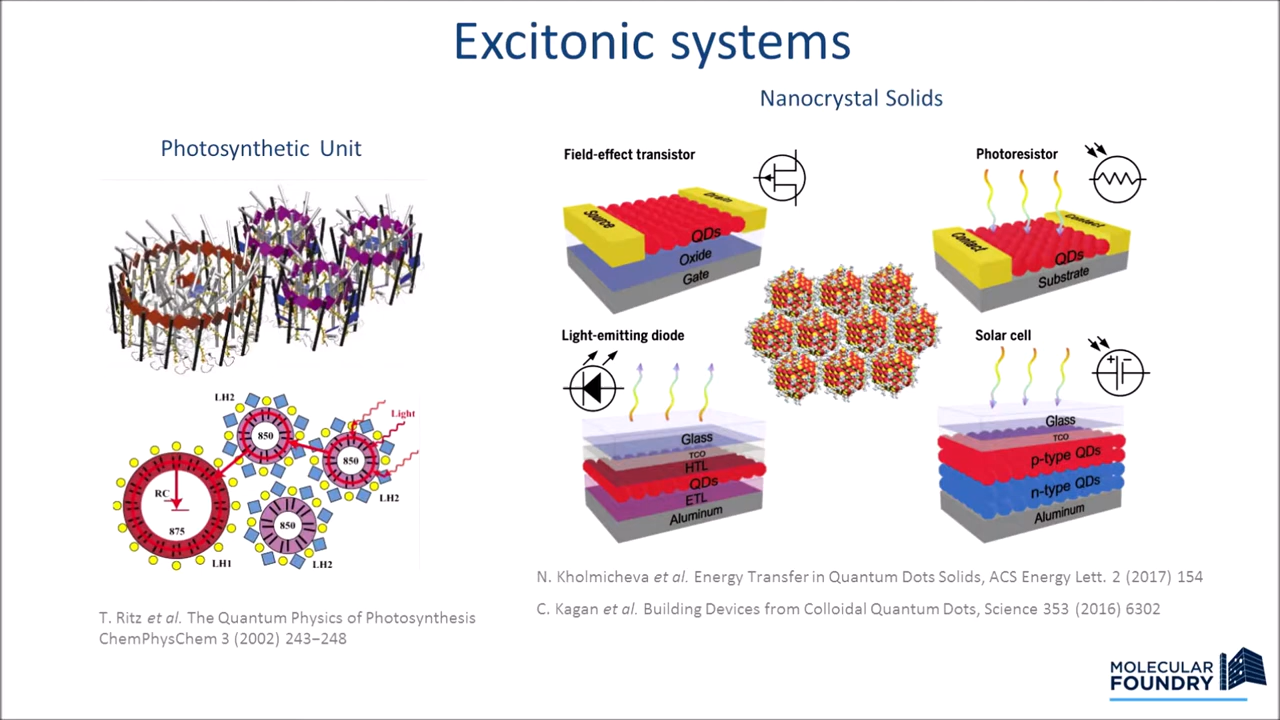 Excitonic systems
Nanocrystal Solids
Photosynthetic Unit
Field-effect transistor
Source
Drain
QDs
Oxide
Gate
Photoresistor
Contact
Contact
QDs
Substrate
Light-emitting diode
Glass
TCO
HTL
QDs
ETL
Aluminum
Solar cell
+ -
Glass
TCO
p-type QDs
n-type QDs
Aluminum
LH2
850
Light
850
LH2
RC
875
850
LH1
LH2
N. Kholmicheva et al. Energy Transfer in Quantum Dots Solids, ACS Energy Lett. 2 (2017) 154
C. Kagan et al. Building Devices from Colloidal Quantum Dots, Science 353 (2016) 6302
T. Ritz et al. The Quantum Physics of Photosynthesis
ChemPhysChem 3 (2002) 243–248
MOLECULAR
FOUNDRY